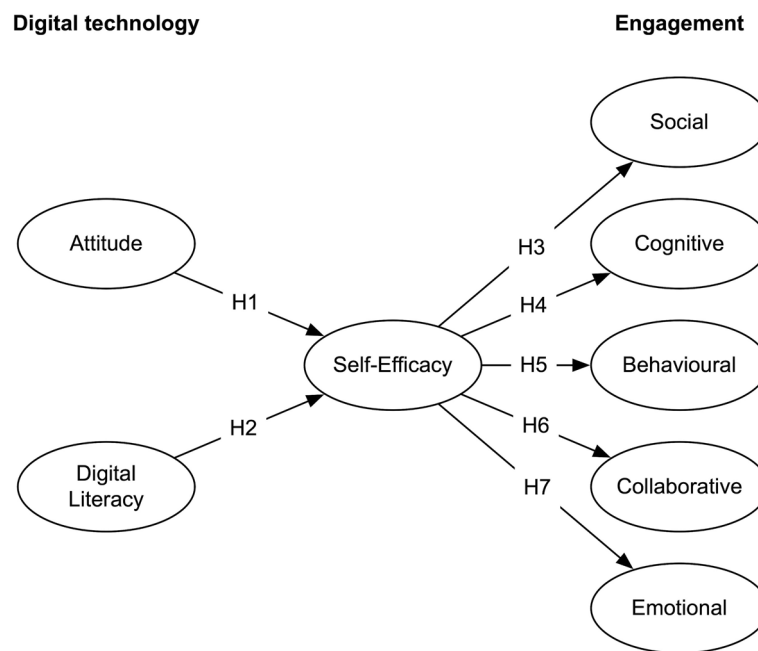 Digital technology
Engagement
Social
Attitude
Cognitive
H3
H1
H4
Self-Efficacy
H5
Behavioural
H2
H6
Digital
Literacy
Collaborative
H7
Emotional